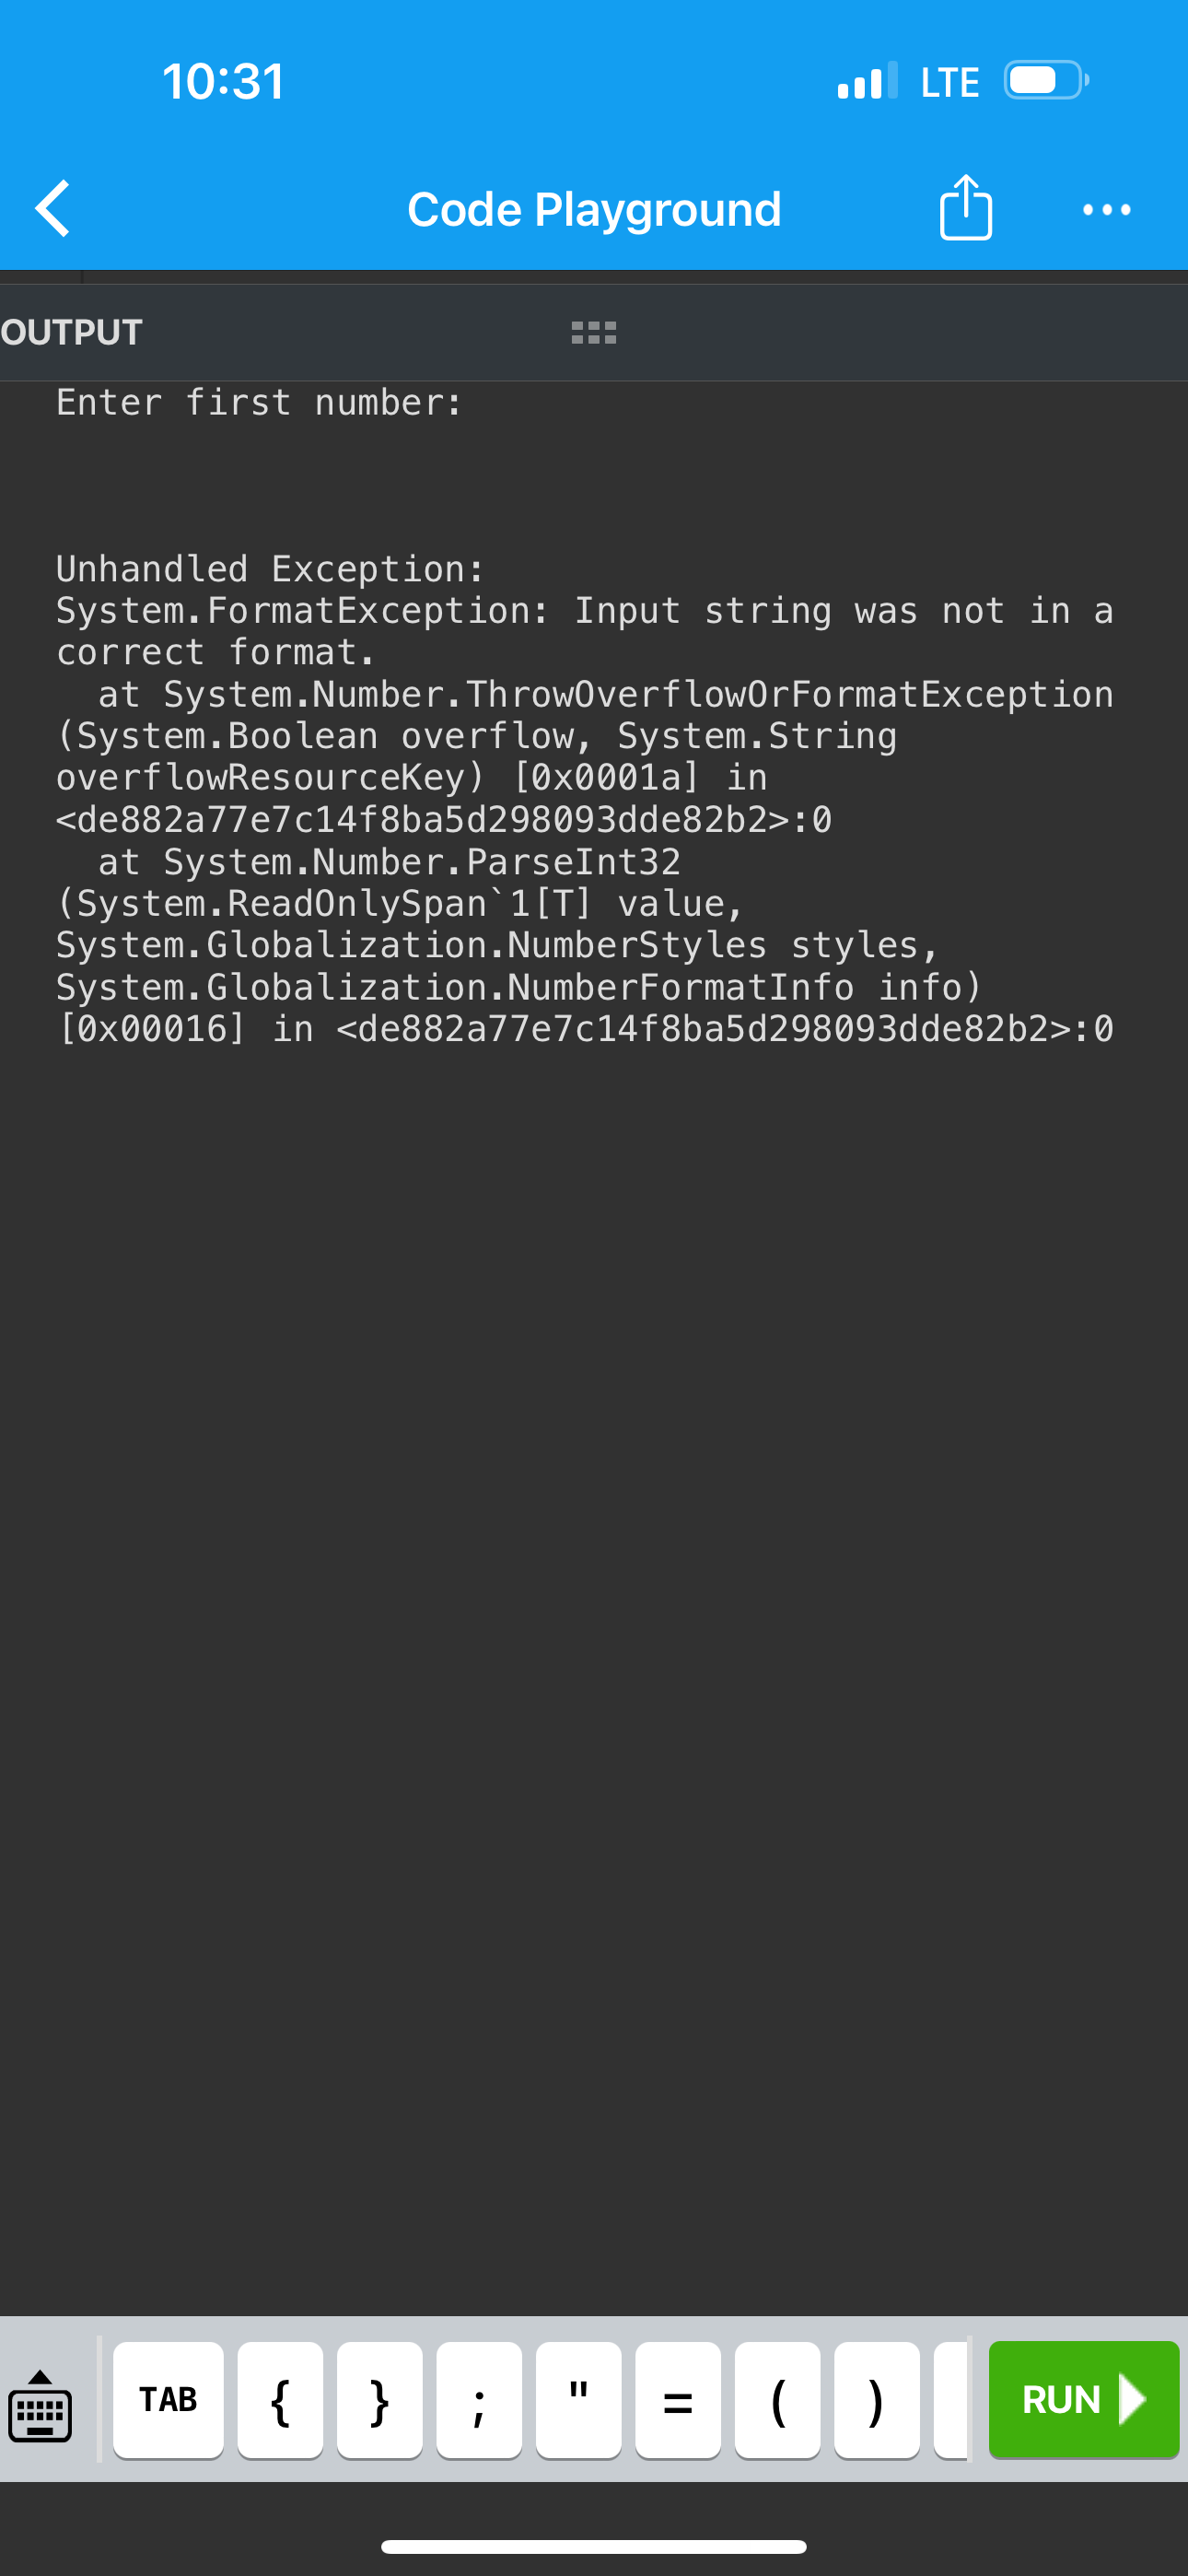 10:31 LTE
Code Playground
OUTPUT
Enter first number:
Unhandled Exception:
System.FormatException: Input string was not in a
correct format.
  at System.Number.ThrowOverflowOrFormatException
(System.Boolean overflow, System.String
overflowResourceKey) [0x0001a] in
<de882a77e7c14f8ba5d298093dde82b2>:0
  at System.Number.ParseInt32
(System.ReadOnlySpan`1[T] value,
System.Globalization.NumberStyles styles,
System.Globalization.NumberFormatInfo info)
[0x00016] in <de882a77e7c14f8ba5d298093dde82b2>:0
TAB { } ; " = ( ) RUN